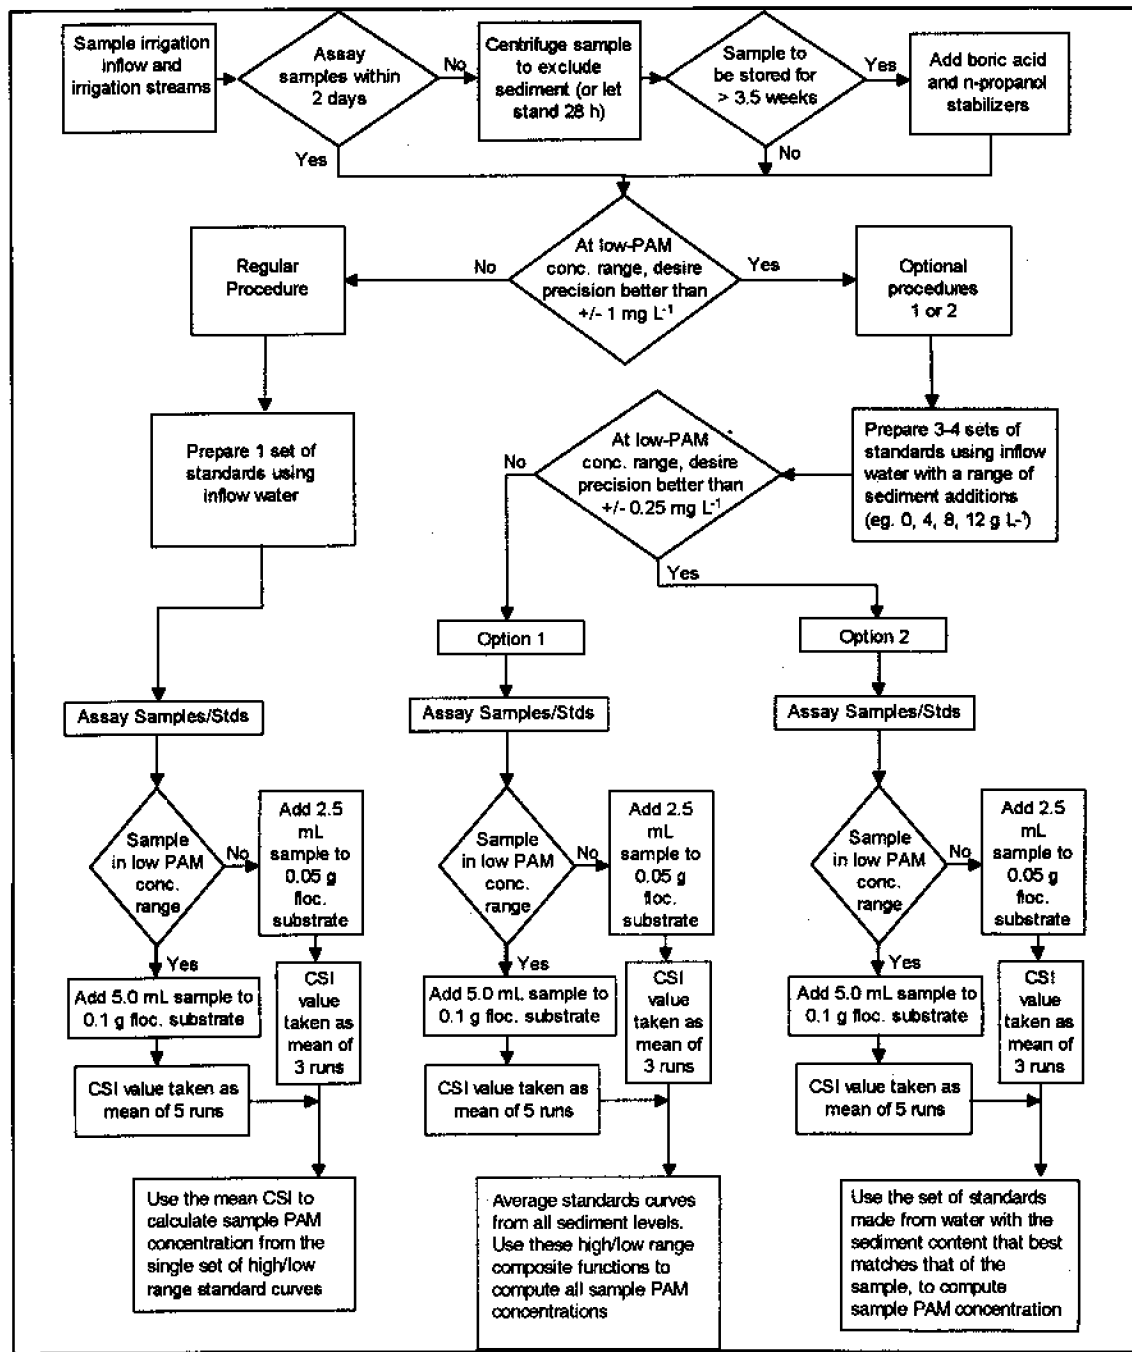 Sample irrigation
inflow and
irrigation streams
Assay
samples within
2 days
No
Yes
Centrifuge sample
to exclude
sediment (or let
stand 28 h)
Sample to
be stored for
> 3.5 weeks
Yes
No
Add boric acid
and n-propanol
stabilizers
At low-PAM
conc. range, desire
precision better than
+/- 1 mg L⁻¹
No
Yes
Regular
Procedure
Optional
procedures
1 or 2
Prepare 1 set of
standards using
inflow water
Prepare 3-4 sets of
standards using inflow
water with a range of
sediment additions
(eg. 0, 4, 8, 12 g L⁻¹)
At low-PAM
conc. range, desire
precision better than
+/- 0.25 mg L⁻¹
No
Yes
Option 1
Option 2
Assay Samples/Stds
Sample
in low PAM
conc.
range
No
Yes
Add 2.5
mL
sample to
0.05 g
floc.
substrate
Add 5.0 mL sample to
0.1 g floc. substrate
CSI
value
taken as
mean of
3 runs
CSI value taken as
mean of 5 runs
Use the mean CSI to
calculate sample PAM
concentration from the
single set of high/low
range standard curves
Assay Samples/Stds
Sample
in low PAM
conc.
range
No
Yes
Add 2.5
mL
sample to
0.05 g
floc.
substrate
Add 5.0 mL sample to
0.1 g floc. substrate
CSI
value
taken as
mean of
3 runs
CSI value taken as
mean of 5 runs
Average standards curves
from all sediment levels.
Use these high/low range
composite functions to
compute all sample PAM
concentrations
Assay Samples/Stds
Sample
in low PAM
conc.
range
No
Yes
Add 2.5
mL
sample to
0.05 g
floc.
substrate
Add 5.0 mL sample to
0.1 g floc. substrate
CSI
value
taken as
mean of
3 runs
CSI value taken as
mean of 5 runs
Use the set of standards
made from water with the
sediment content that best
matches that of the
sample, to compute
sample PAM concentration